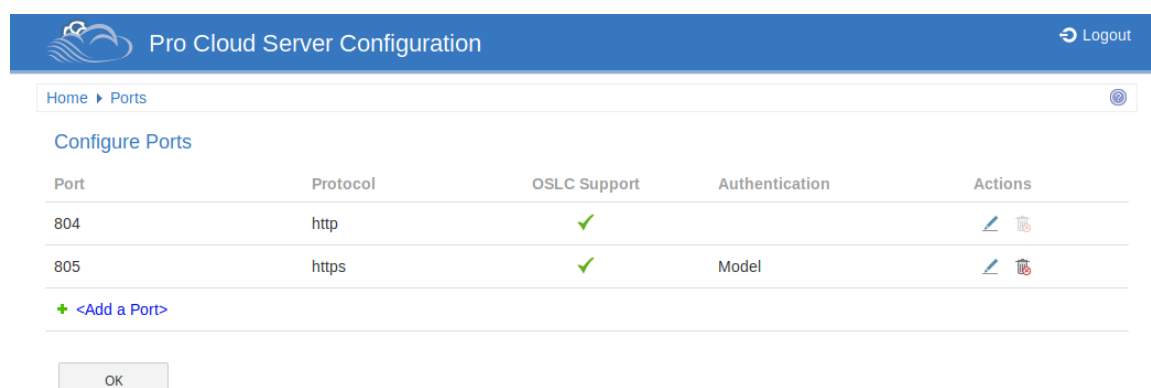 Pro Cloud Server Configuration
Logout
Home Ports
Configure Ports
Port Protocol OSLC Support Authentication Actions
804 http
805 https Model
<Add a Port>
OK